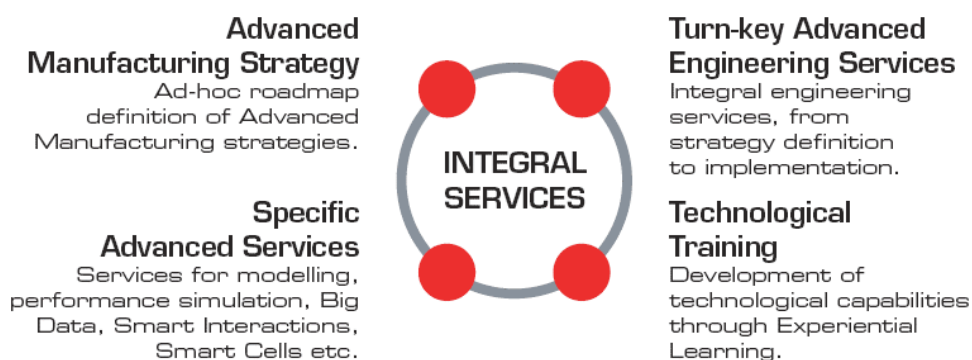 Advanced
Manufacturing Strategy
Ad-hoc roadmap
definition of Advanced
Manufacturing strategies.
Turn-key Advanced
Engineering Services
Integral engineering
services, from
strategy definition
to implementation.
INTEGRAL
SERVICES
Specific
Advanced Services
Services for modelling,
performance simulation, Big
Data, Smart Interactions,
Smart Cells etc.
Technological
Training
Development of
technological capabilities
through Experiential
Learning.